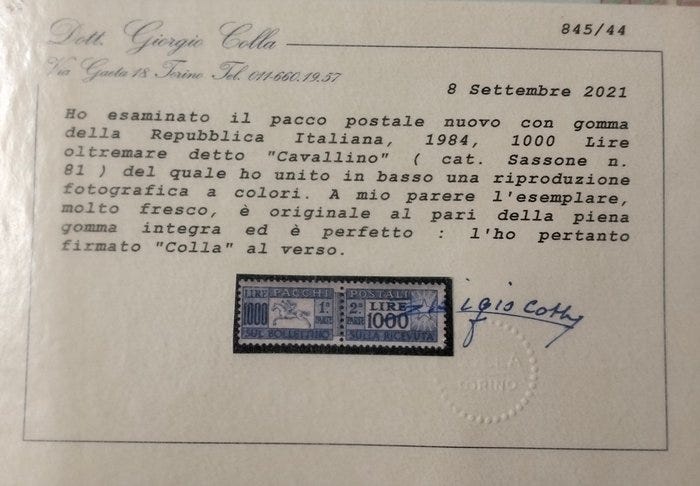 845/44
Dott. Giorgio Colla
Via Gaeta 18 Torino Tel. 011-660.19.57
8 Settembre 2021
Ho esaminato il pacco postale nuovo con gomma
della Repubblica Italiana, 1984, 1000 Lire
oltremare detto "Cavallino" ( cat. Sassone n.
81 ) del quale ho unito in basso una riproduzione
fotografica a colori. A mio parere l'esemplare,
molto fresco, è originale al pari della piena
gomma integra ed è perfetto : l'ho pertanto
firmato "Colla" al verso.
LIRE PACCHI POSTALI
1000 1ª PARTE 2ª PARTE LIRE 1000
SUL BOLLETTINO SULLA RICEVUTA
Giorgio Colla
TORINO